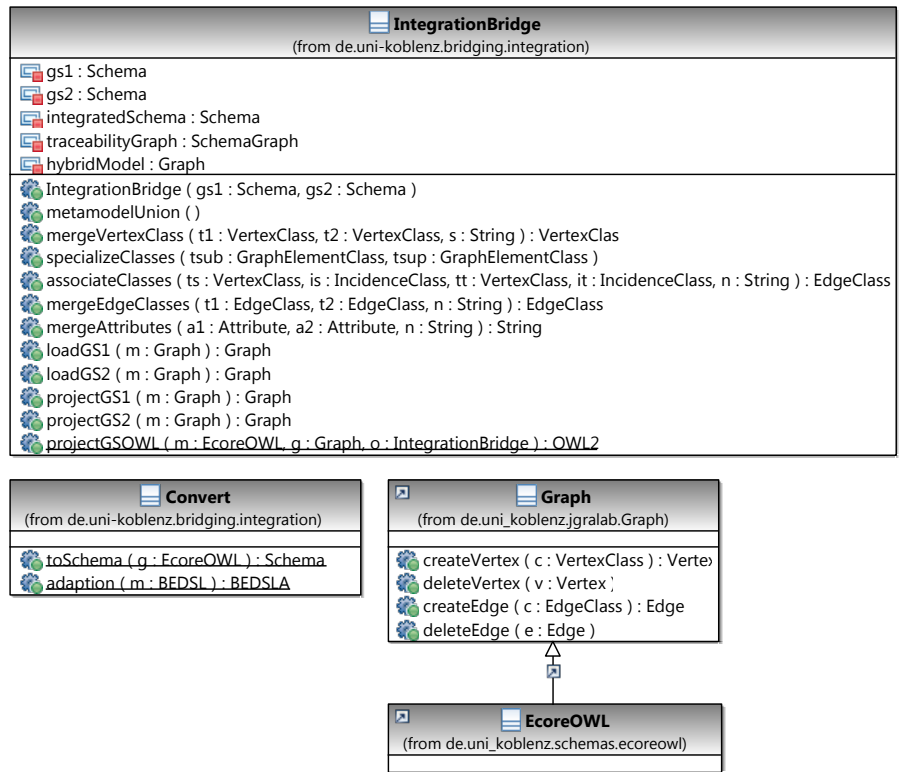 IntegrationBridge
(from de.uni-koblenz.bridging.integration)
gs1 : Schema
gs2 : Schema
integratedSchema : Schema
traceabilityGraph : SchemaGraph
hybridModel : Graph
IntegrationBridge ( gs1 : Schema, gs2 : Schema )
metamodelUnion ( )
mergeVertexClass ( t1 : VertexClass, t2 : VertexClass, s : String ) : VertexClas
specializeClasses ( tsub : GraphElementClass, tsup : GraphElementClass )
associateClasses ( ts : VertexClass, is : IncidenceClass, tt : VertexClass, it : IncidenceClass, n : String ) : EdgeClass
mergeEdgeClasses ( t1 : EdgeClass, t2 : EdgeClass, n : String ) : EdgeClass
mergeAttributes ( a1 : Attribute, a2 : Attribute, n : String ) : String
loadGS1 ( m : Graph ) : Graph
loadGS2 ( m : Graph ) : Graph
projectGS1 ( m : Graph ) : Graph
projectGS2 ( m : Graph ) : Graph
projectGSOWL ( m : EcoreOWL, g : Graph, o : IntegrationBridge ) : OWL2
Convert
(from de.uni-koblenz.bridging.integration)
toSchema ( g : EcoreOWL ) : Schema
adaption ( m : BEDSL ) : BEDSLA
Graph
(from de.uni_koblenz.jgralab.Graph)
createVertex ( c : VertexClass ) : Vertex
deleteVertex ( v : Vertex )
createEdge ( c : EdgeClass ) : Edge
deleteEdge ( e : Edge )
EcoreOWL
(from de.uni_koblenz.schemas.ecoreowl)